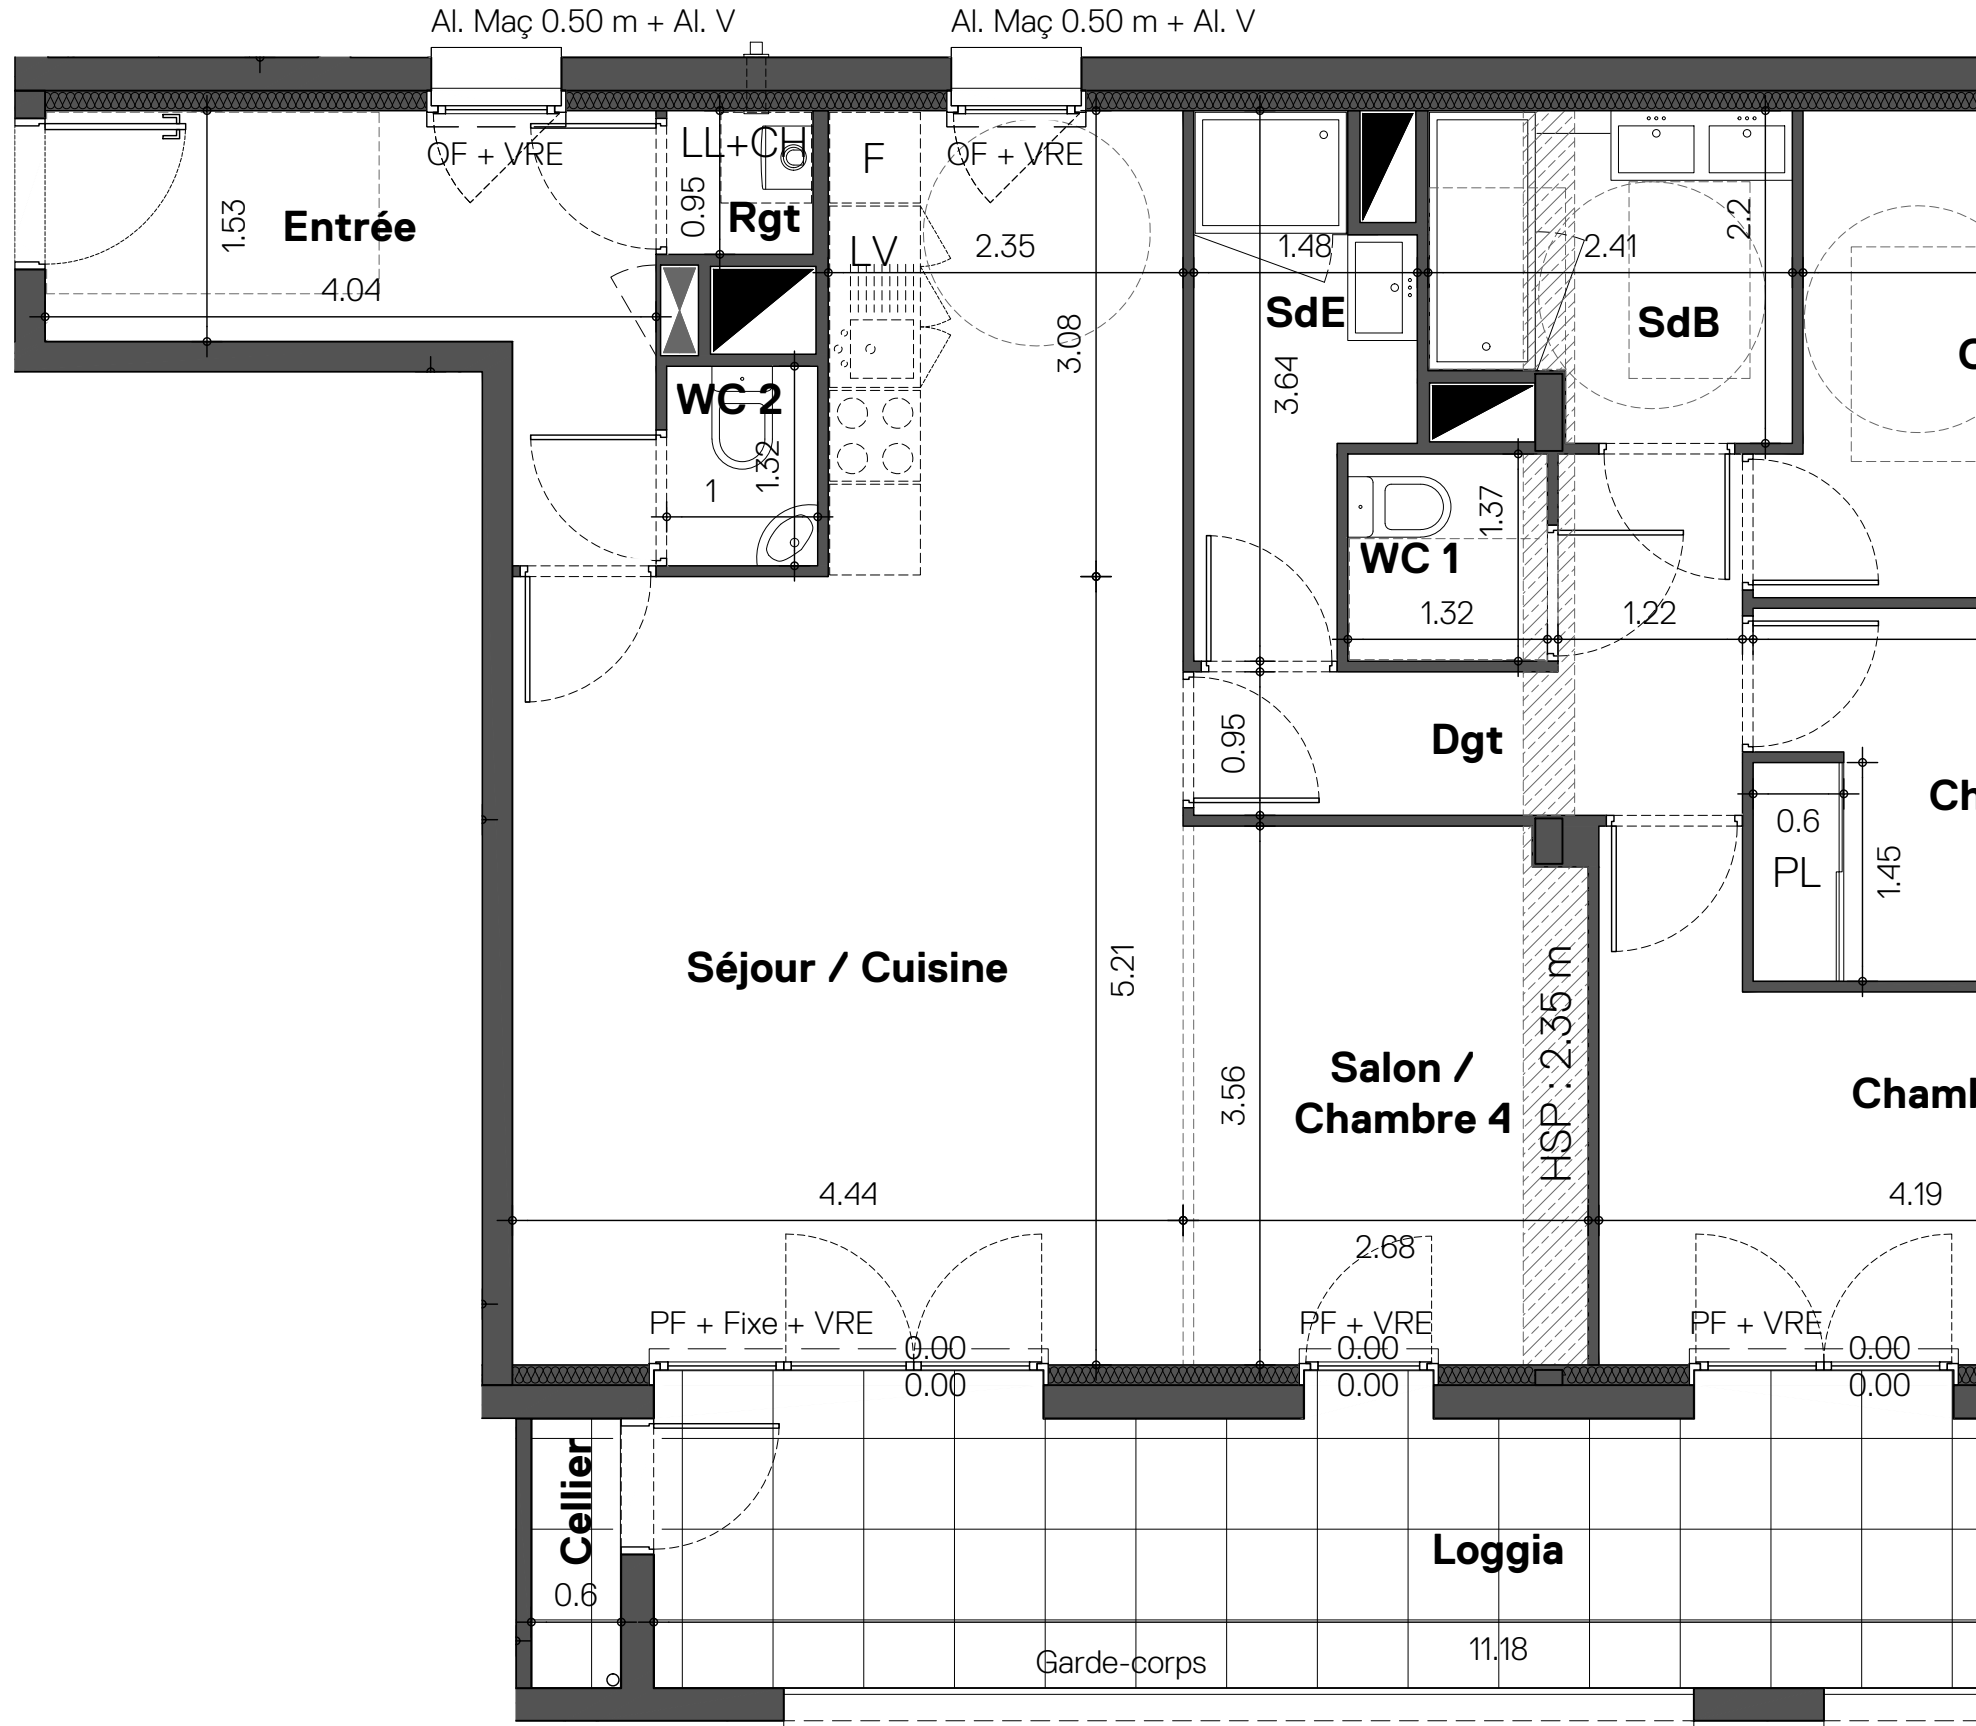 Al. Maç 0.50 m + Al. V
Al. Maç 0.50 m + Al. V
OF + VRE
LL+CH
F
OF + VRE
0.95
Rgt
1.53
Entrée
LV
2.35
1.48
2.41
2.2
4.04
SdE
SdB
3.08
3.64
WC 2
1.32
1
1.37
WC 1
1.32
1.22
0.95
Dgt
Ch
0.6
PL
1.45
Séjour / Cuisine
5.21
HSP : 2.35 m
Salon /
Chambre 4
3.56
Cham
4.44
4.19
2.68
PF + Fixe + VRE
PF + VRE
PF + VRE
0.00
0.00
0.00
0.00
0.00
0.00
Cellier
Loggia
0.6
11.18
Garde-corps